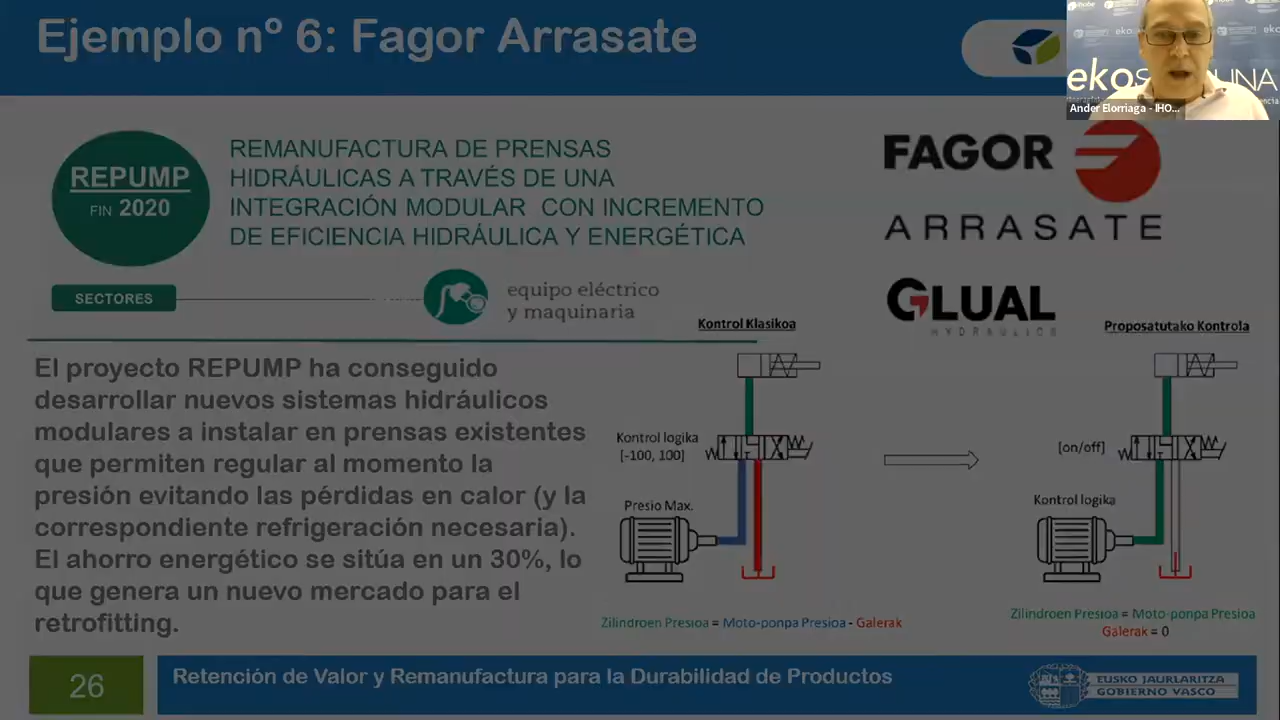 Ejemplo nº 6: Fagor Arrasate
ekoS UNA
Ander Elorriaga - IHO...
REPUMP
FIN 2020
REMANUFACTURA DE PRENSAS
HIDRÁULICAS A TRAVÉS DE UNA
INTEGRACIÓN MODULAR CON INCREMENTO
DE EFICIENCIA HIDRÁULICA Y ENERGÉTICA
FAGOR
ARRASATE
SECTORES
equipo eléctrico
y maquinaria
GLUAL
HYDRAULICS
Kontrol Klasikoa
Proposatutako Kontrola
El proyecto REPUMP ha conseguido
desarrollar nuevos sistemas hidráulicos
modulares a instalar en prensas existentes
que permiten regular al momento la
presión evitando las pérdidas en calor (y la
correspondiente refrigeración necesaria).
El ahorro energético se sitúa en un 30%, lo
que genera un nuevo mercado para el
retrofitting.
Kontrol logika
[-100, 100]
Presio Max.
[on/off]
Kontrol logika
Zilindroen Presioa = Moto-ponpa Presioa - Galerak
Zilindroen Presioa = Moto-ponpa Presioa
Galerak = 0
26
Retención de Valor y Remanufactura para la Durabilidad de Productos
EUSKO JAURLARITZA
GOBIERNO VASCO